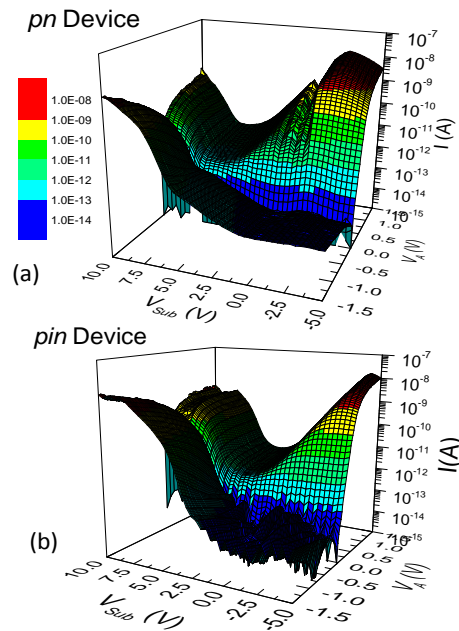 pn Device
1.0E-08
1.0E-09
1.0E-10
1.0E-11
1.0E-12
1.0E-13
1.0E-14
10⁻⁷
10⁻⁸
10⁻⁹
10⁻¹⁰
10⁻¹¹
10⁻¹²
10⁻¹³
10⁻¹⁴
10⁻¹⁵
I (A)
1.0
0.5
0.0
-0.5
-1.0
-1.5
V_A (V)
10.0
7.5
5.0
2.5
0.0
-2.5
-5.0
V_Sub (V)
(a)
pin Device
10⁻⁷
10⁻⁸
10⁻⁹
10⁻¹⁰
10⁻¹¹
10⁻¹²
10⁻¹³
10⁻¹⁴
10⁻¹⁵
I(A)
1.0
0.5
0.0
-0.5
-1.0
-1.5
V_A (V)
10.0
7.5
5.0
2.5
0.0
-2.5
-5.0
V_Sub (V)
(b)